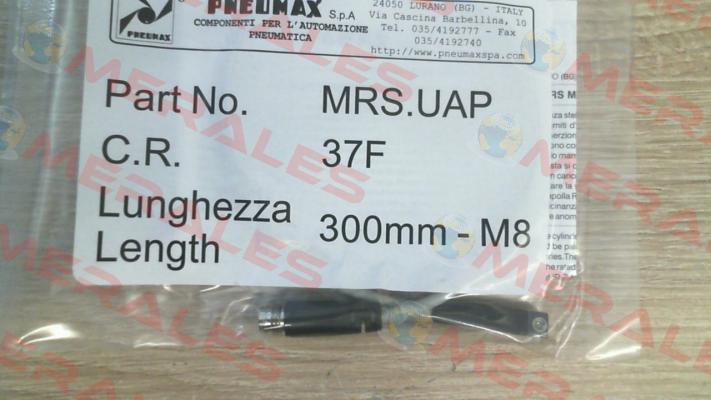 PNEUMAX S.p.A
COMPONENTI PER L'AUTOMAZIONE
PNEUMATICA
PNEUMAX
24050 LURANO (BG) - ITALY
Via Cascina Barbellina, 10
Tel. 035/4192777 - Fax
035/4192740
http://www.pneumaxspa.com
Part No. MRS.UAP
C.R. 37F
Lunghezza
Length 300mm - M8
MERALES